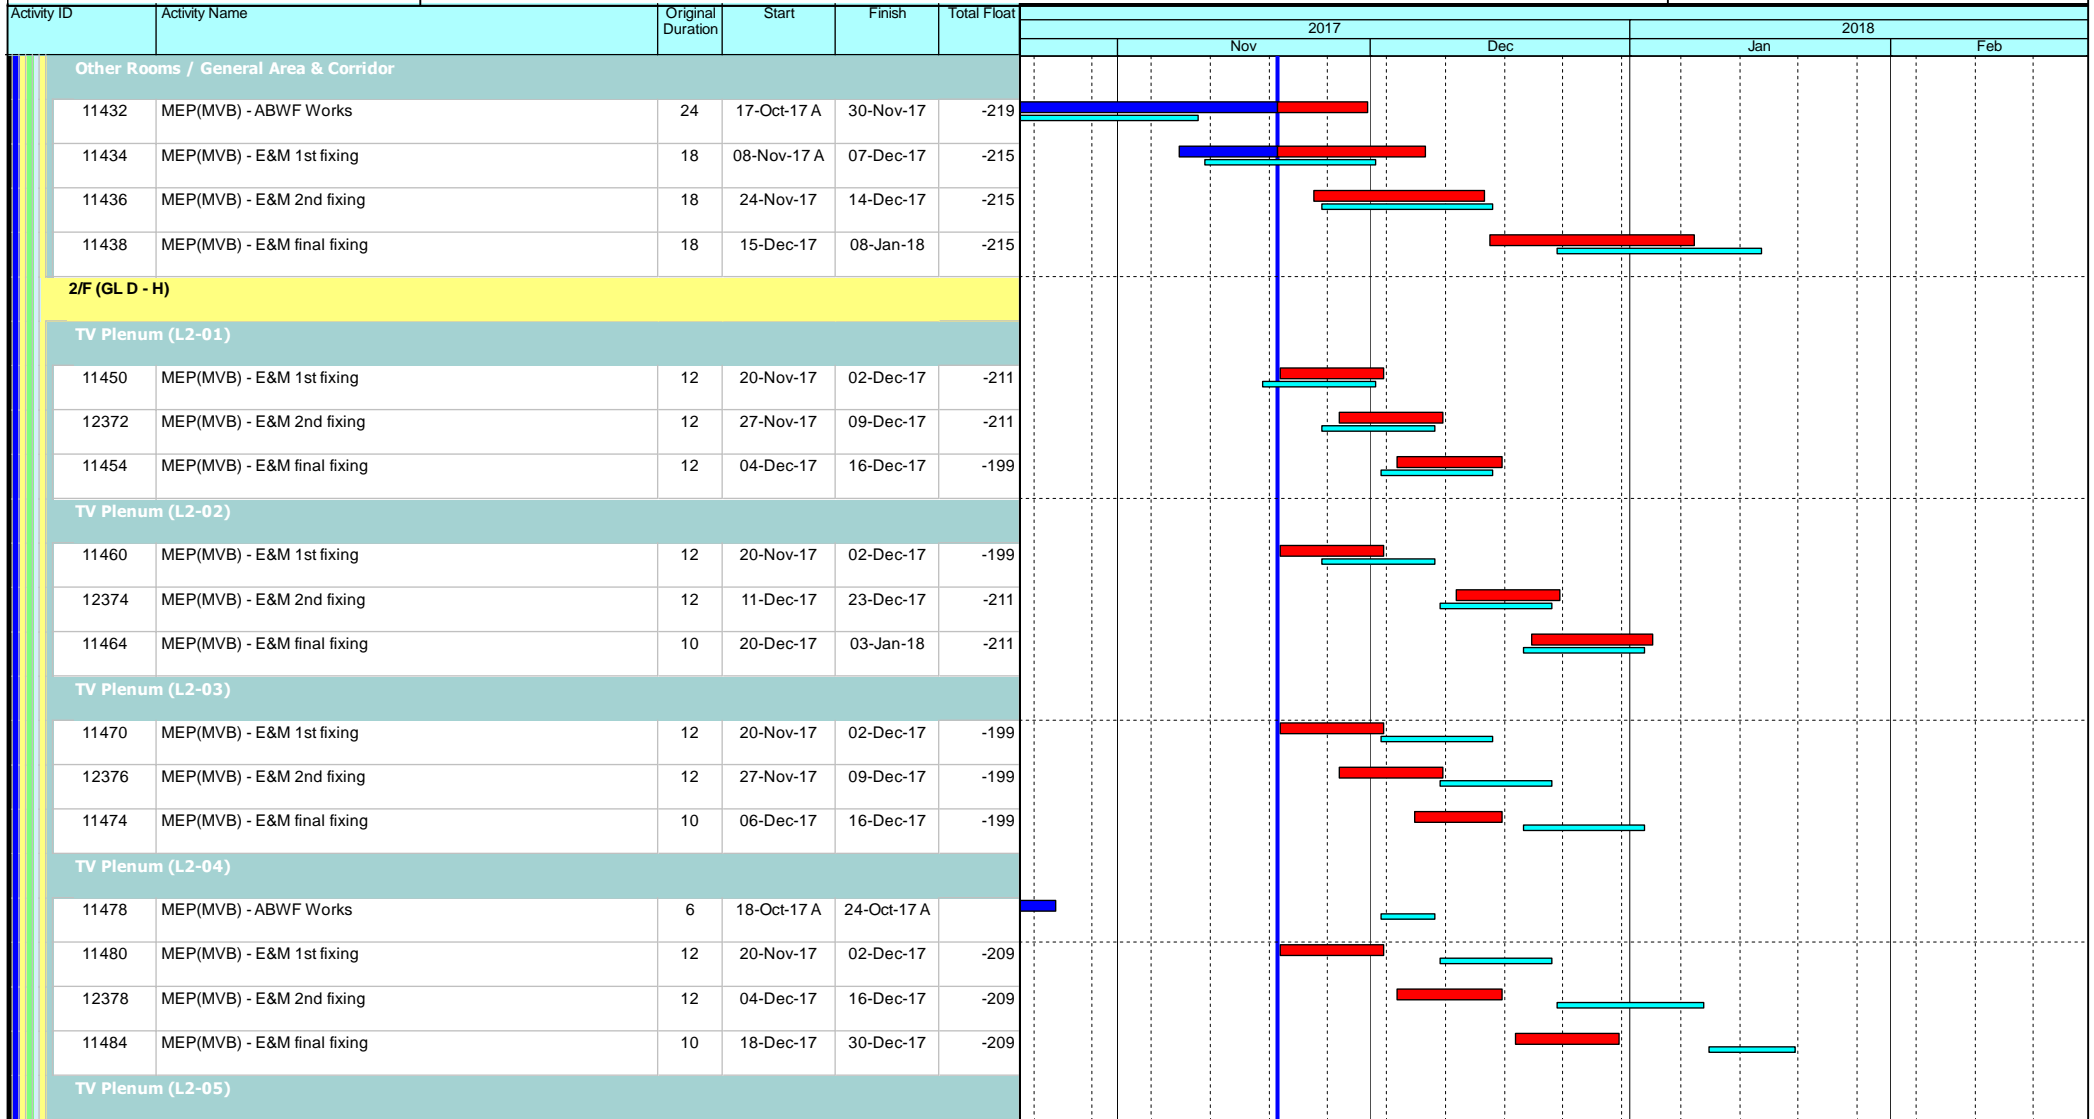 Activity ID Activity Name Original Duration Start Finish Total Float
2017 2018
Nov Dec Jan Feb
Other Rooms / General Area & Corridor
11432 MEP(MVB) - ABWF Works 24 17-Oct-17 A 30-Nov-17 -219
11434 MEP(MVB) - E&M 1st fixing 18 08-Nov-17 A 07-Dec-17 -215
11436 MEP(MVB) - E&M 2nd fixing 18 24-Nov-17 14-Dec-17 -215
11438 MEP(MVB) - E&M final fixing 18 15-Dec-17 08-Jan-18 -215
2/F (GL D - H)
TV Plenum (L2-01)
11450 MEP(MVB) - E&M 1st fixing 12 20-Nov-17 02-Dec-17 -211
12372 MEP(MVB) - E&M 2nd fixing 12 27-Nov-17 09-Dec-17 -211
11454 MEP(MVB) - E&M final fixing 12 04-Dec-17 16-Dec-17 -199
TV Plenum (L2-02)
11460 MEP(MVB) - E&M 1st fixing 12 20-Nov-17 02-Dec-17 -199
12374 MEP(MVB) - E&M 2nd fixing 12 11-Dec-17 23-Dec-17 -211
11464 MEP(MVB) - E&M final fixing 10 20-Dec-17 03-Jan-18 -211
TV Plenum (L2-03)
11470 MEP(MVB) - E&M 1st fixing 12 20-Nov-17 02-Dec-17 -199
12376 MEP(MVB) - E&M 2nd fixing 12 27-Nov-17 09-Dec-17 -199
11474 MEP(MVB) - E&M final fixing 10 06-Dec-17 16-Dec-17 -199
TV Plenum (L2-04)
11478 MEP(MVB) - ABWF Works 6 18-Oct-17 A 24-Oct-17 A
11480 MEP(MVB) - E&M 1st fixing 12 20-Nov-17 02-Dec-17 -209
12378 MEP(MVB) - E&M 2nd fixing 12 04-Dec-17 16-Dec-17 -209
11484 MEP(MVB) - E&M final fixing 10 18-Dec-17 30-Dec-17 -209
TV Plenum (L2-05)